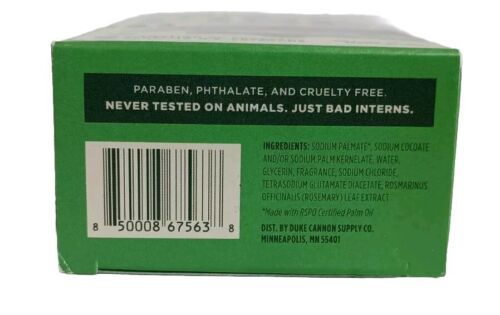 PARABEN, PHTHALATE, AND CRUELTY FREE.
NEVER TESTED ON ANIMALS. JUST BAD INTERNS.
INGREDIENTS: SODIUM PALMATE*, SODIUM COCOATE
AND/OR SODIUM PALM KERNELATE, WATER,
GLYCERIN, FRAGRANCE, SODIUM CHLORIDE,
TETRASODIUM GLUTAMATE DIACETATE, ROSMARINUS
OFFICINALIS (ROSEMARY) LEAF EXTRACT
*Made with RSPO Certified Palm Oil
DIST. BY DUKE CANNON SUPPLY CO.
MINNEAPOLIS, MN 55401
8 50008 67563 8